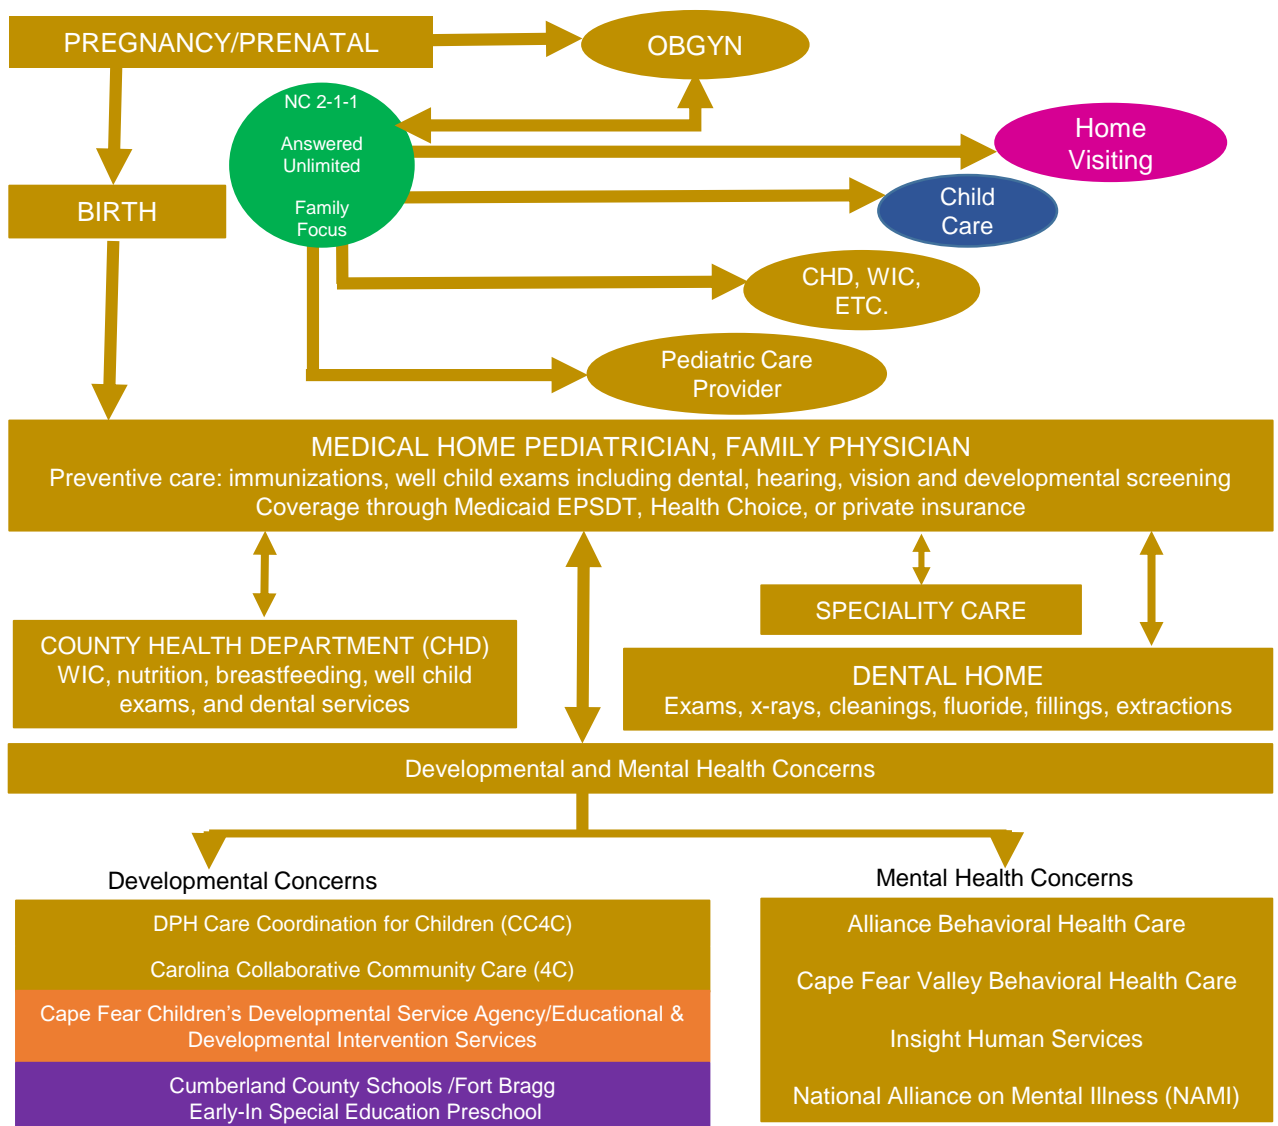 PREGNANCY/PRENATAL
OBGYN
NC 2-1-1
Answered
Unlimited
Family
Focus
Home
Visiting
BIRTH
Child
Care
CHD, WIC,
ETC.
Pediatric Care
Provider
MEDICAL HOME PEDIATRICIAN, FAMILY PHYSICIAN
Preventive care: immunizations, well child exams including dental, hearing, vision and developmental screening
Coverage through Medicaid EPSDT, Health Choice, or private insurance
SPECIALITY CARE
COUNTY HEALTH DEPARTMENT (CHD)
WIC, nutrition, breastfeeding, well child
exams, and dental services
DENTAL HOME
Exams, x-rays, cleanings, fluoride, fillings, extractions
Developmental and Mental Health Concerns
Developmental Concerns
DPH Care Coordination for Children (CC4C)
Carolina Collaborative Community Care (4C)
Cape Fear Children's Developmental Service Agency/Educational &
Developmental Intervention Services
Cumberland County Schools /Fort Bragg
Early-In Special Education Preschool
Mental Health Concerns
Alliance Behavioral Health Care
Cape Fear Valley Behavioral Health Care
Insight Human Services
National Alliance on Mental Illness (NAMI)